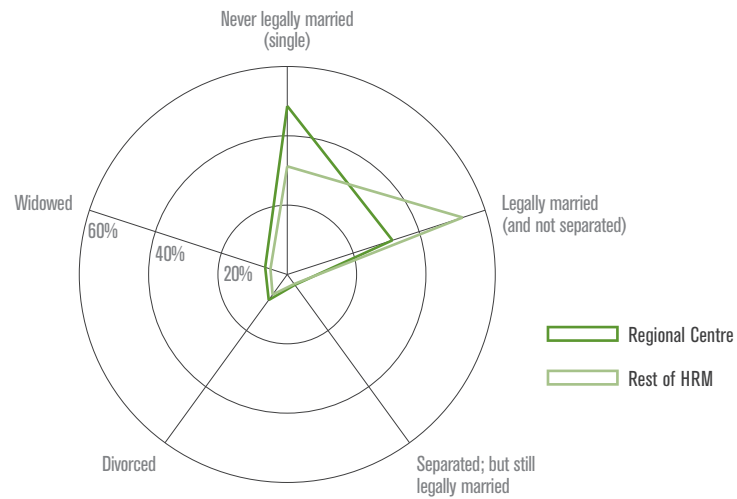 Never legally married
(single)
Widowed
Legally married
(and not separated)
60%
40%
20%
Regional Centre
Rest of HRM
Divorced
Separated; but still
legally married